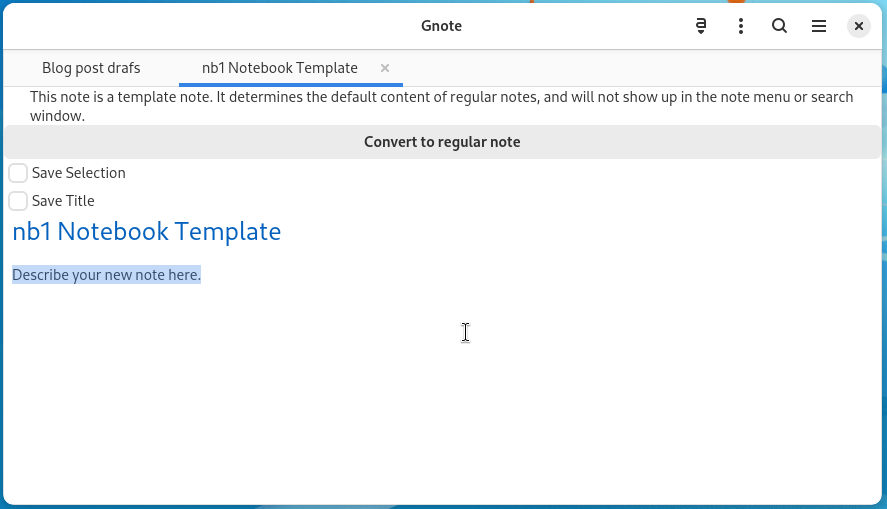 Gnote
Blog post drafts
nb1 Notebook Template
This note is a template note. It determines the default content of regular notes, and will not show up in the note menu or search
window.
Convert to regular note
Save Selection
Save Title
nb1 Notebook Template
Describe your new note here.